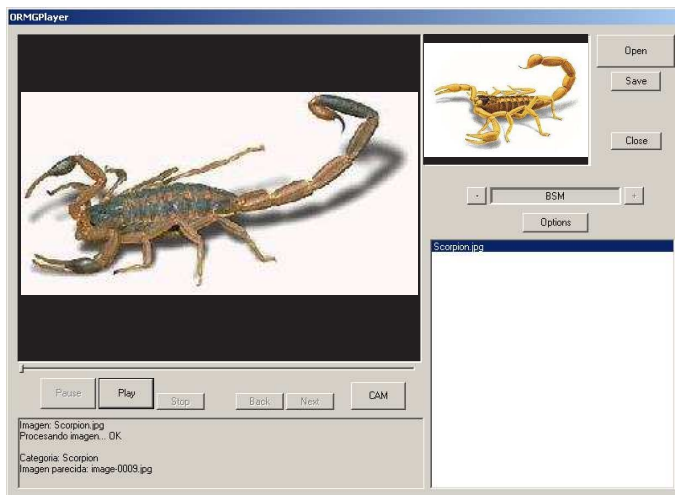 ORMGPlayer
Open
Save
Close
- BSM +
Options
Scorpion.jpg
Pause Play Stop Back Next CAM
Imagen: Scorpion.jpg
Procesando imagen... OK
Categoria: Scorpion
Imagen parecida: image-0009.jpg